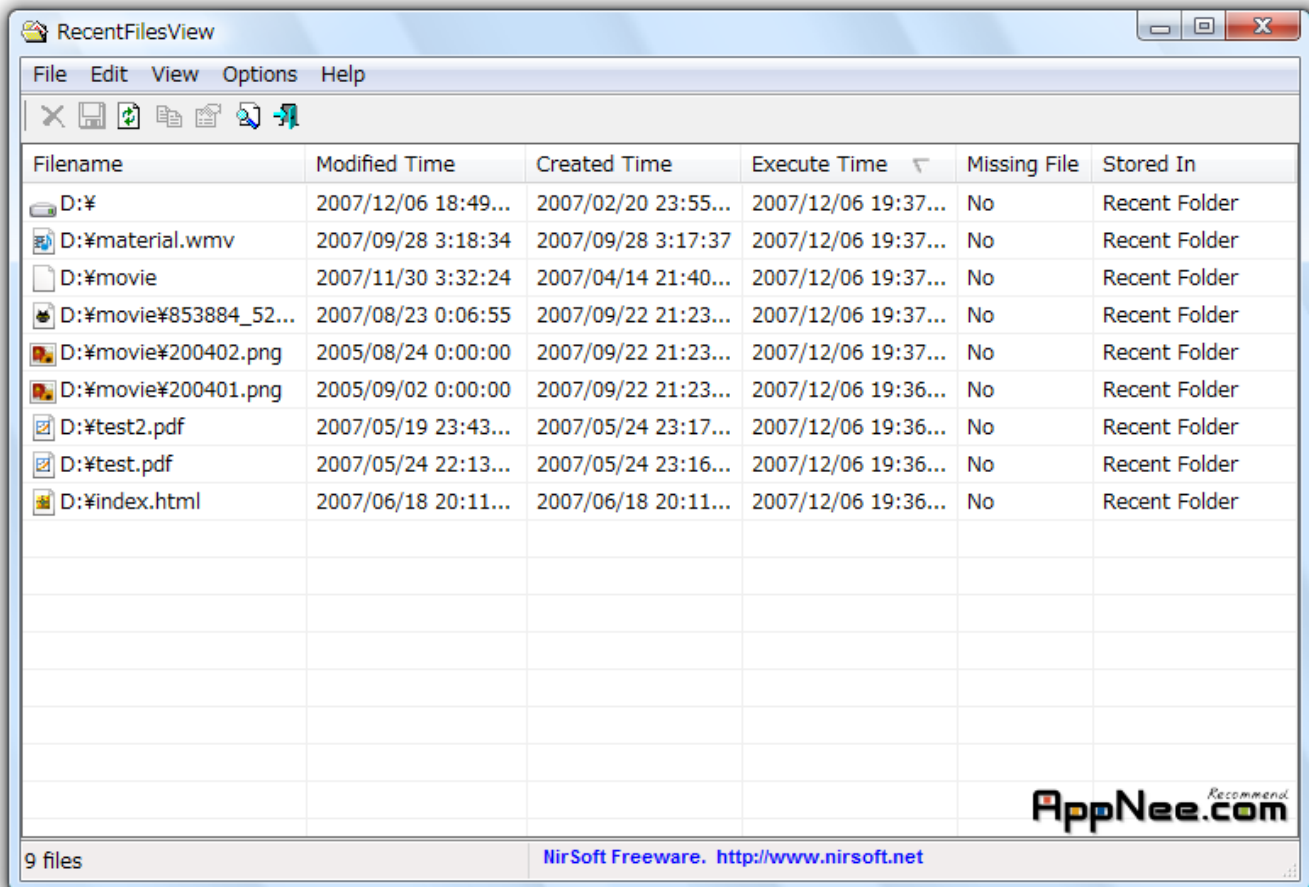 RecentFilesView
File Edit View Options Help
Filename Modified Time Created Time Execute Time Missing File Stored In
D:¥ 2007/12/06 18:49... 2007/02/20 23:55... 2007/12/06 19:37... No Recent Folder
D:¥material.wmv 2007/09/28 3:18:34 2007/09/28 3:17:37 2007/12/06 19:37... No Recent Folder
D:¥movie 2007/11/30 3:32:24 2007/04/14 21:40... 2007/12/06 19:37... No Recent Folder
D:¥movie¥853884_52... 2007/08/23 0:06:55 2007/09/22 21:23... 2007/12/06 19:37... No Recent Folder
D:¥movie¥200402.png 2005/08/24 0:00:00 2007/09/22 21:23... 2007/12/06 19:37... No Recent Folder
D:¥movie¥200401.png 2005/09/02 0:00:00 2007/09/22 21:23... 2007/12/06 19:36... No Recent Folder
D:¥test2.pdf 2007/05/19 23:43... 2007/05/24 23:17... 2007/12/06 19:36... No Recent Folder
D:¥test.pdf 2007/05/24 22:13... 2007/05/24 23:16... 2007/12/06 19:36... No Recent Folder
D:¥index.html 2007/06/18 20:11... 2007/06/18 20:11... 2007/12/06 19:36... No Recent Folder
Recommend
AppNee.com
9 files NirSoft Freeware. http://www.nirsoft.net